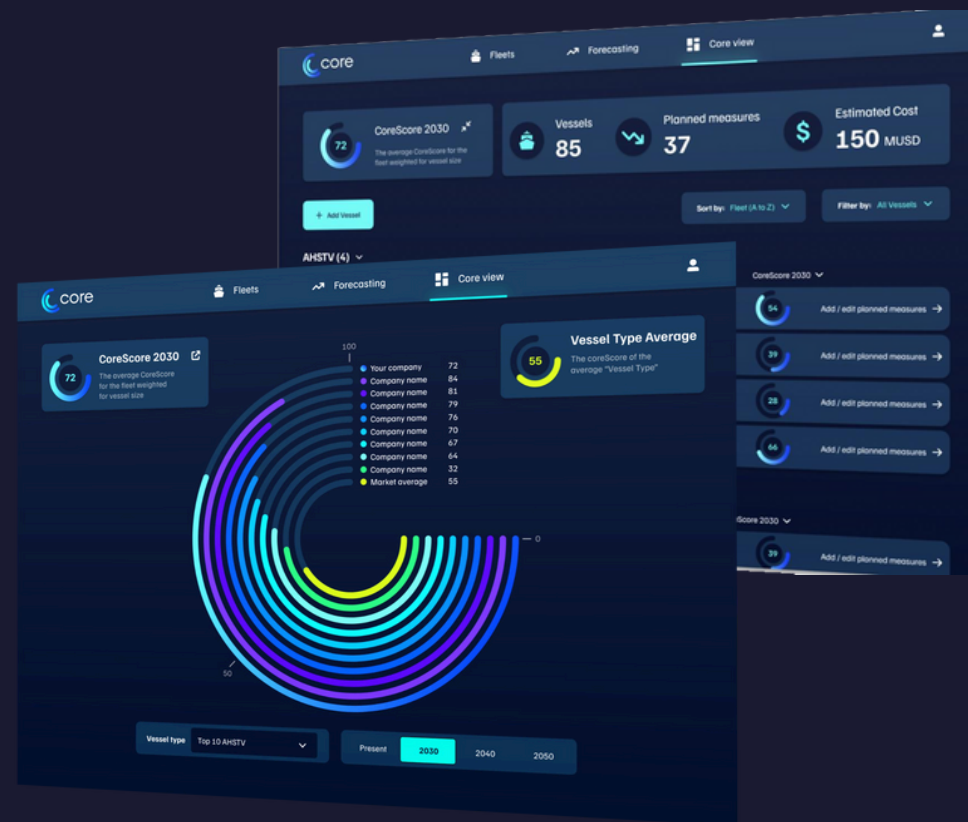 core
Fleets
Forecasting
Core view
72
CoreScore 2030
The average CoreScore for the
fleet weighted for vessel size
Vessels
85
Planned measures
37
$
Estimated Cost
150 MUSD
+ Add Vessel
Sort by: Fleet (A to Z)
Filter by: All Vessels
AHSTV (4)
CoreScore 2030
54
Add / edit planned measures →
39
Add / edit planned measures →
28
Add / edit planned measures →
66
Add / edit planned measures →
Score 2030
39
Add / edit planned measures →
core
Fleets
Forecasting
Core view
72
CoreScore 2030
The average CoreScore
for the fleet weighted
for vessel size
55
Vessel Type Average
The coreScore of the
average "Vessel Type"
100
Your company 72
Company name 84
Company name 81
Company name 79
Company name 76
Company name 70
Company name 67
Company name 64
Company name 32
Market average 55
0
50
Vessel type
Top 10 AHSTV
Present
2030
2040
2050